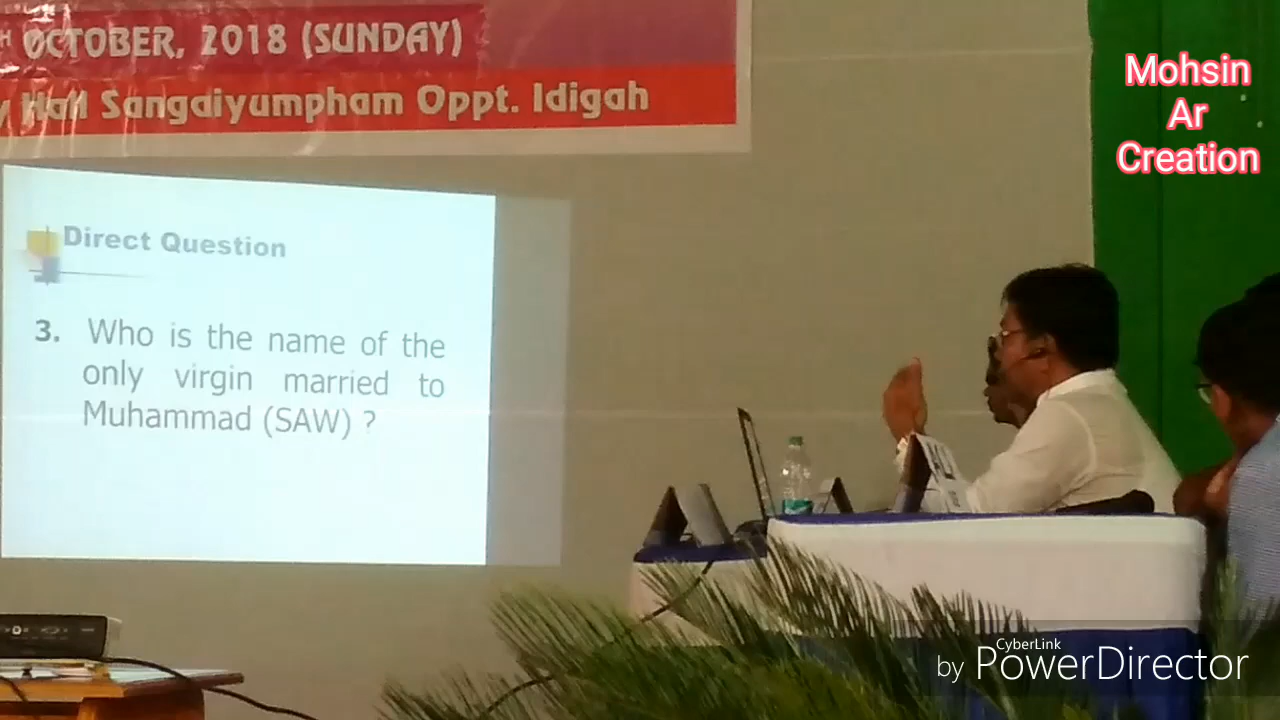 OCTOBER, 2018 (SUNDAY)
Hall Sangaiyumpham Oppt. Idigah
Mohsin
Ar
Creation
Direct Question
3. Who is the name of the
only virgin married to
Muhammad (SAW) ?
CyberLink
by PowerDirector